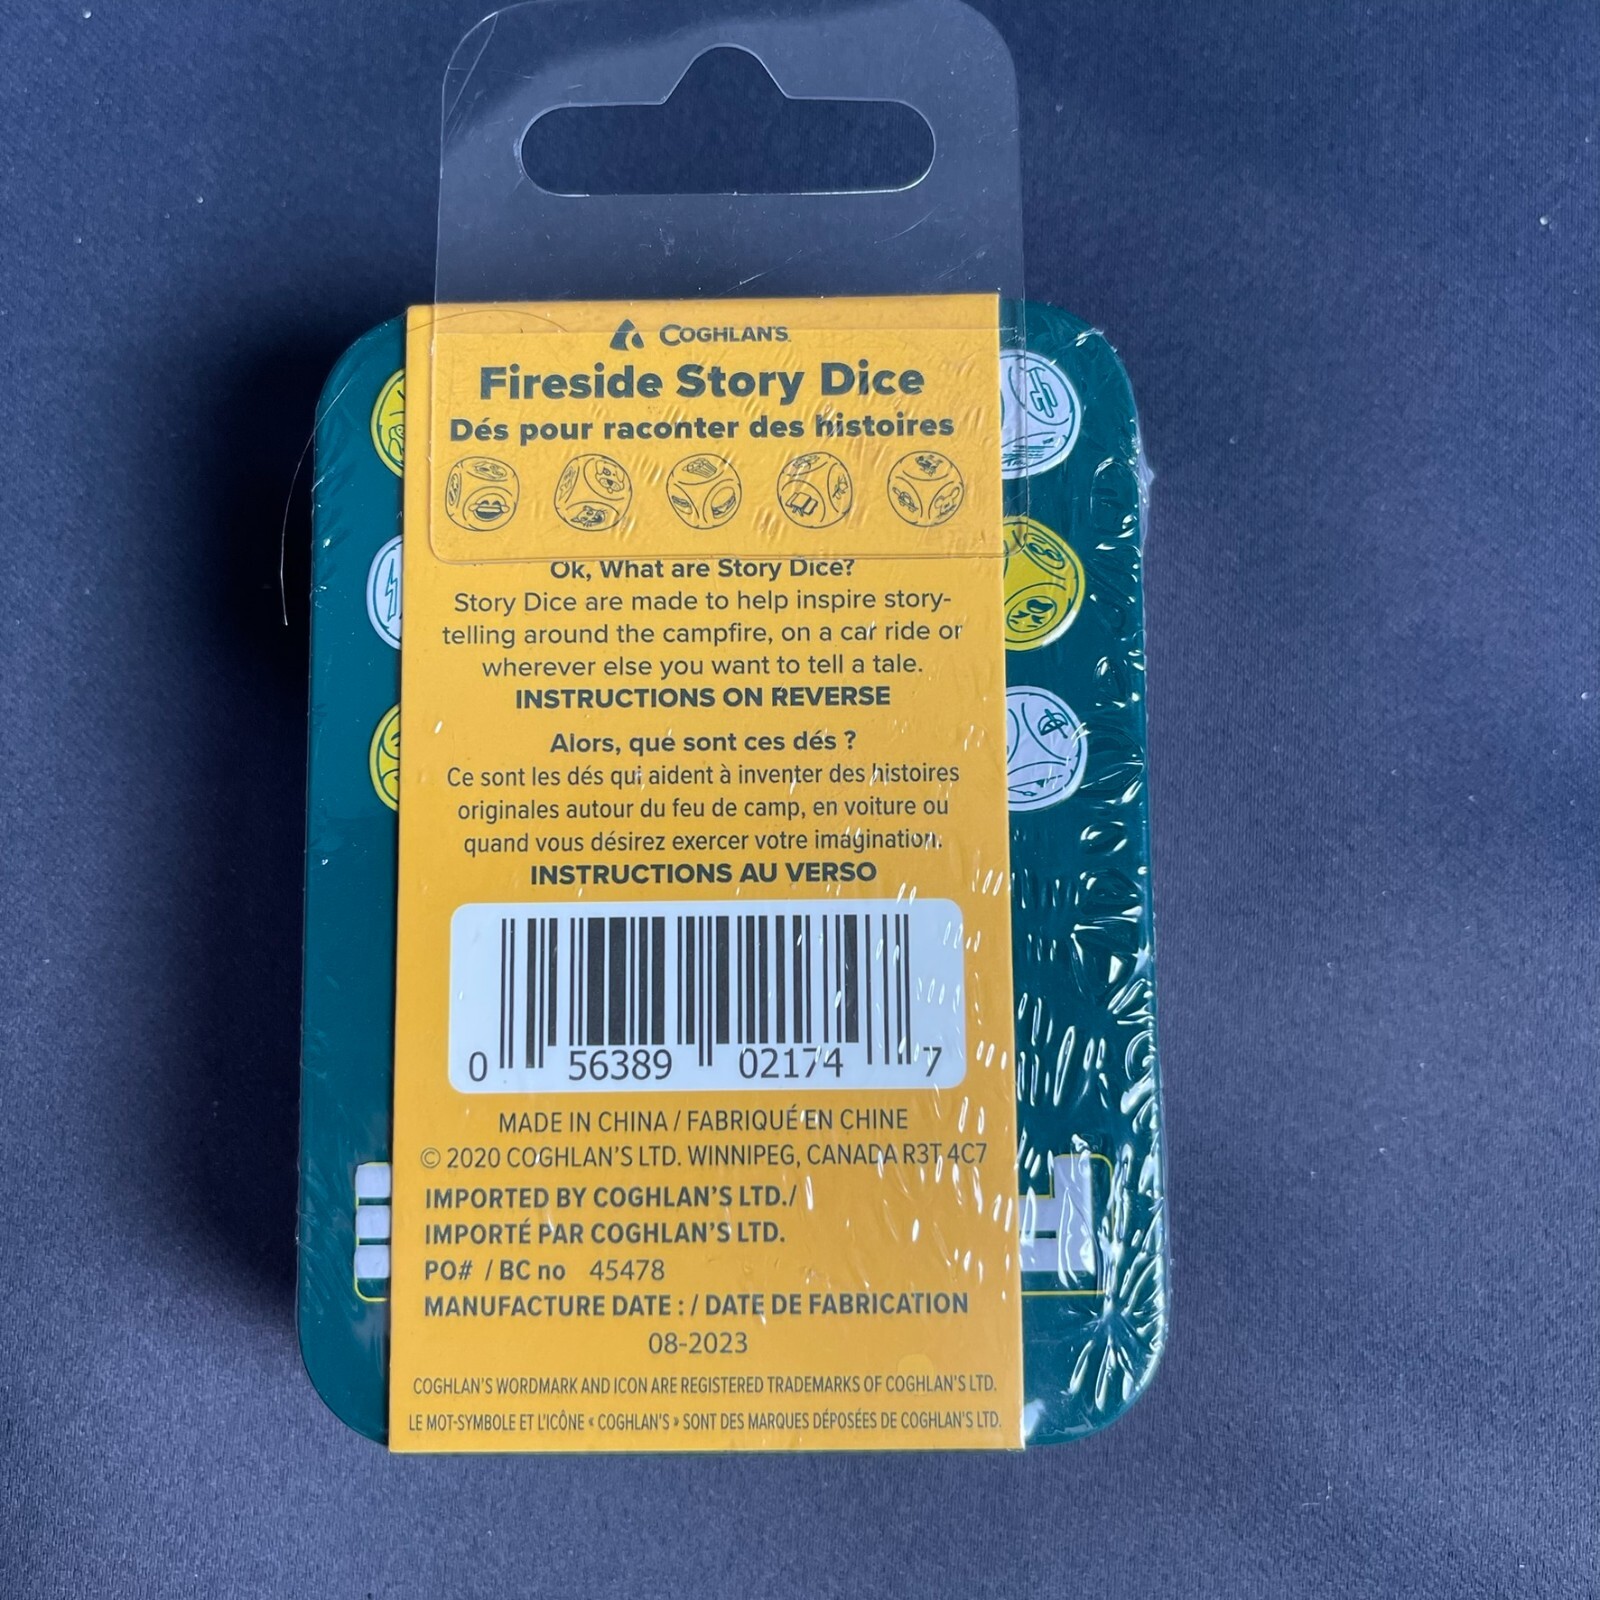 COGHLAN'S
Fireside Story Dice
Dés pour raconter des histoires
Ok, What are Story Dice?
Story Dice are made to help inspire story-
telling around the campfire, on a car ride or
wherever else you want to tell a tale.
INSTRUCTIONS ON REVERSE
Alors, que sont ces dés ?
Ce sont les dés qui aident à inventer des histoires
originales autour du feu de camp, en voiture ou
quand vous désirez exercer votre imagination.
INSTRUCTIONS AU VERSO
0 56389 02174 7
MADE IN CHINA / FABRIQUÉ EN CHINE
© 2020 COGHLAN'S LTD. WINNIPEG, CANADA R3T 4C7
IMPORTED BY COGHLAN'S LTD./
IMPORTÉ PAR COGHLAN'S LTD.
PO# / BC no 45478
MANUFACTURE DATE : / DATE DE FABRICATION
08-2023
COGHLAN'S WORDMARK AND ICON ARE REGISTERED TRADEMARKS OF COGHLAN'S LTD.
LE MOT-SYMBOLE ET L'ICÔNE « COGHLAN'S » SONT DES MARQUES DÉPOSÉES DE COGHLAN'S LTD.